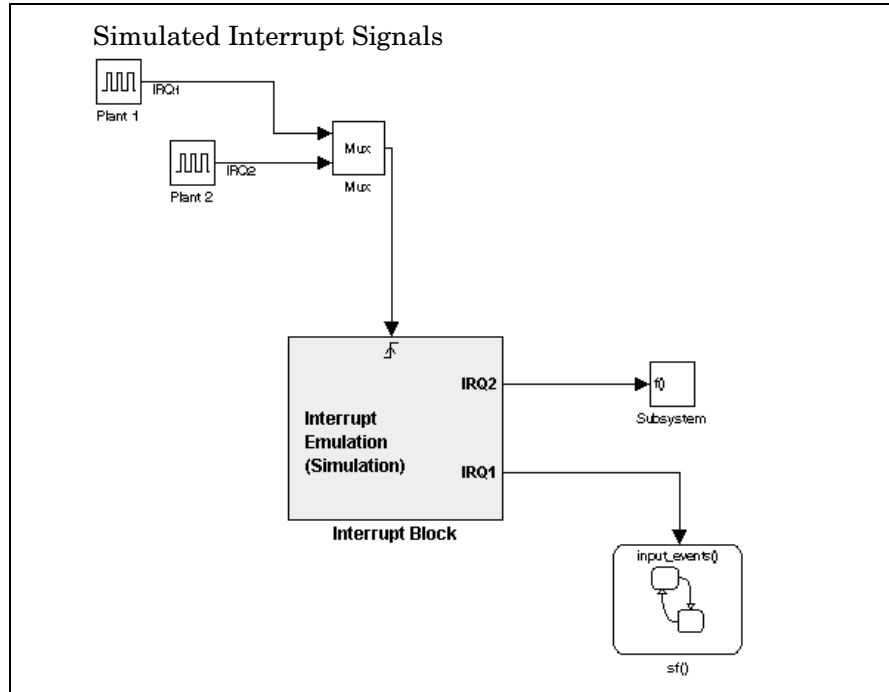 Simulated Interrupt Signals
IRQ1
Plant 1
Mux
IRQ2
Mux
Plant 2
IRQ2
f()
Subsystem
Interrupt
Emulation
(Simulation)
IRQ1
Interrupt Block
input_events()
sf()